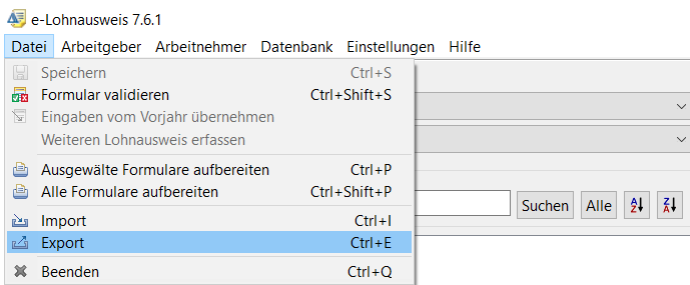 e-Lohnausweis 7.6.1
Datei Arbeitgeber Arbeitnehmer Datenbank Einstellungen Hilfe
Speichern Ctrl+S
Formular validieren Ctrl+Shift+S
Eingaben vom Vorjahr übernehmen
Weiteren Lohnausweis erfassen
Ausgewälte Formulare aufbereiten Ctrl+P
Alle Formulare aufbereiten Ctrl+Shift+P
Suchen Alle A Z Z A
Import Ctrl+I
Export Ctrl+E
Beenden Ctrl+Q